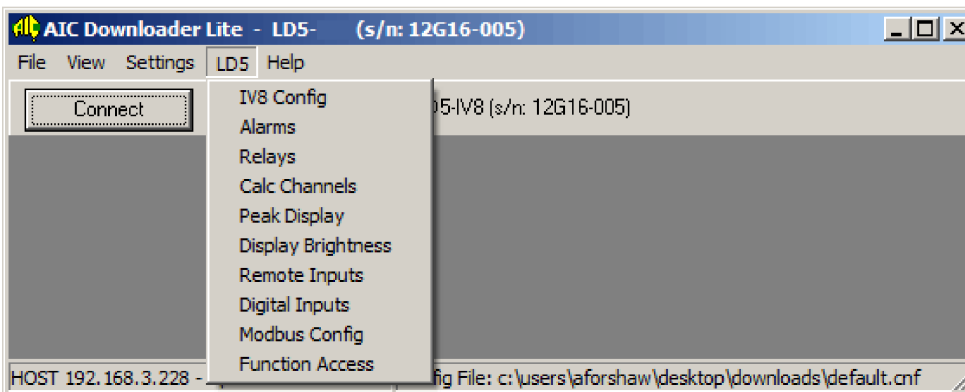 AIC AIC Downloader Lite - LD5- (s/n: 12G16-005)
File View Settings LD5 Help
Connect
5-IV8 (s/n: 12G16-005)
IV8 Config
Alarms
Relays
Calc Channels
Peak Display
Display Brightness
Remote Inputs
Digital Inputs
Modbus Config
Function Access
HOST 192.168.3.228 - fig File: c:\users\aforshaw\desktop\downloads\default.cnf